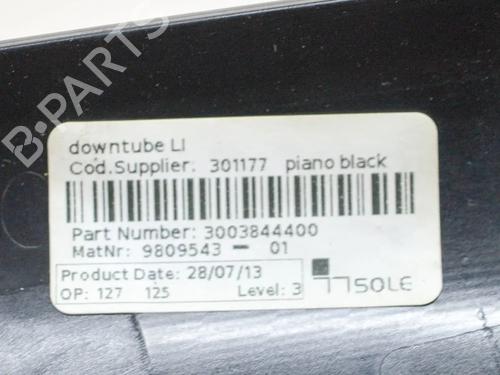 B-PARTS
downtube LI
Cod.Supplier: 301177 piano black
Part Number: 3003844400
MatNr: 9809543 - 01
Product Date: 28/07/13
OP: 127 125 Level: 3
7750LE